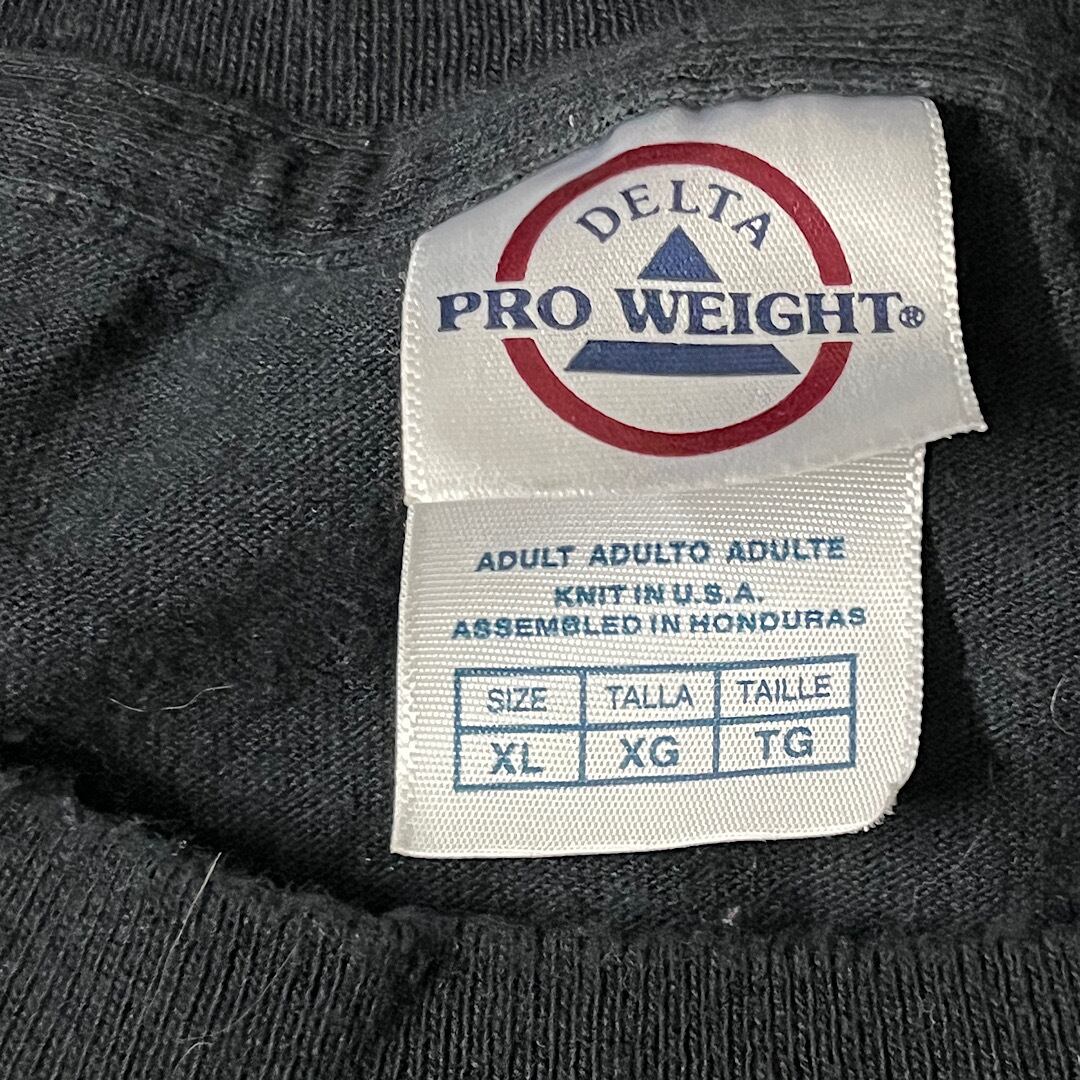 DELTA
PRO WEIGHT®
ADULT ADULTO ADULTE
KNIT IN U.S.A.
ASSEMBLED IN HONDURAS
SIZE TALLA TAILLE
XL XG TG